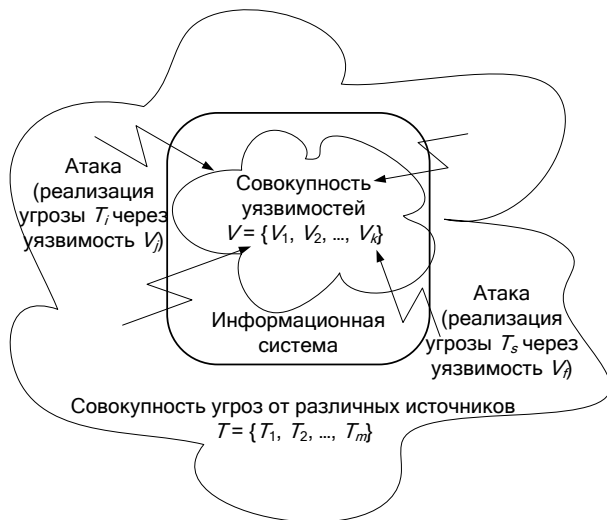 Атака
(реализация
угрозы Tᵢ через
уязвимость Vⱼ)
Совокупность
уязвимостей
V = {V₁, V₂, ..., Vₖ}
Информационная
система
Атака
(реализация
угрозы Tₛ через
уязвимость V_f)
Совокупность угроз от различных источников
T = {T₁, T₂, ..., Tₘ}